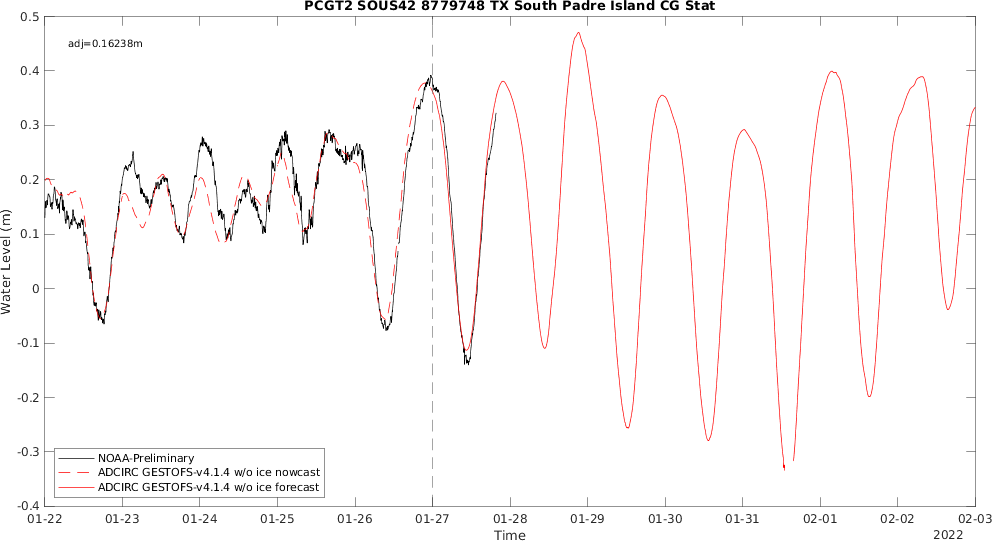 PCGT2 SOUS42 8779748 TX South Padre Island CG Stat
adj=0.16238m
0.5
0.4
0.3
0.2
0.1
0
-0.1
-0.2
-0.3
-0.4
Water Level (m)
NOAA-Preliminary
ADCIRC GESTOFS-v4.1.4 w/o ice nowcast
ADCIRC GESTOFS-v4.1.4 w/o ice forecast
01-22 01-23 01-24 01-25 01-26 01-27 01-28 01-29 01-30 01-31 02-01 02-02 02-03
Time
2022